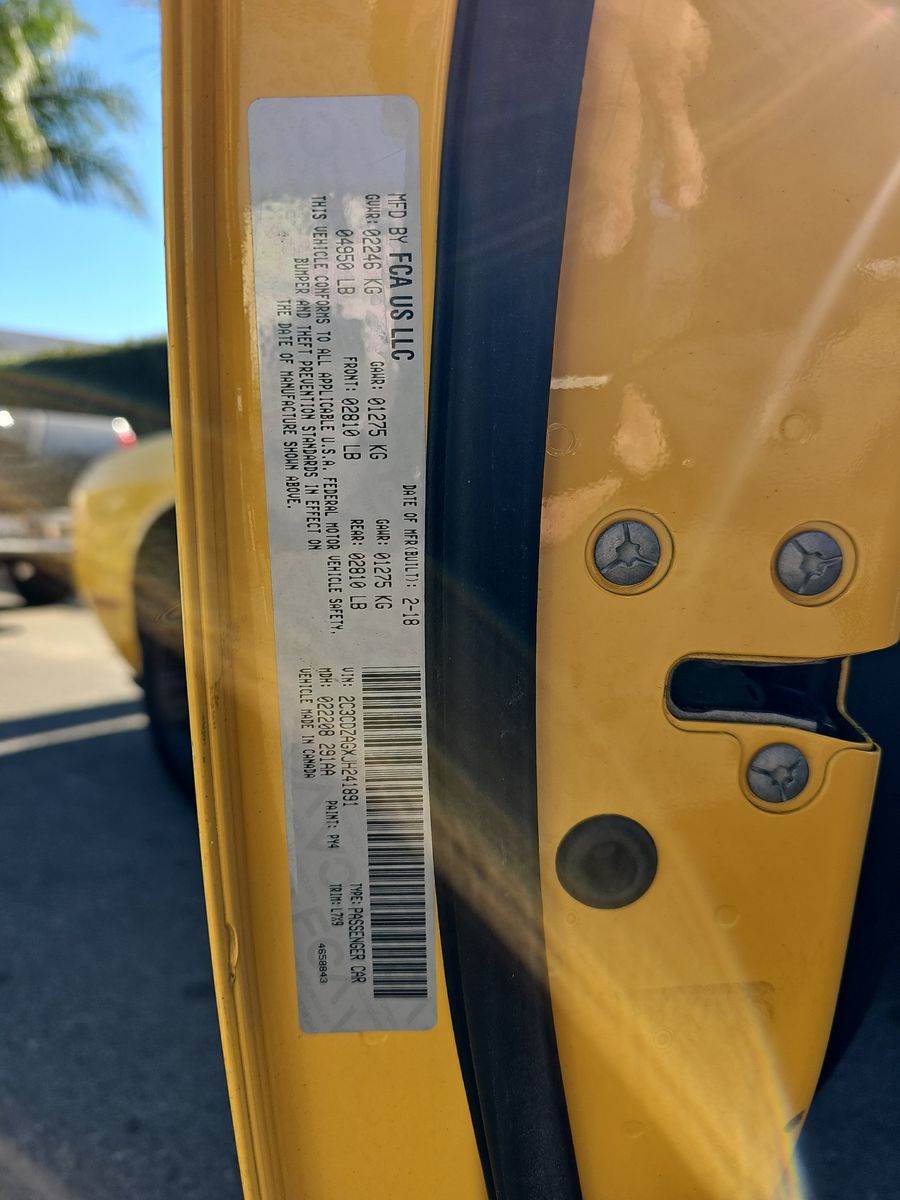 MFD BY FCA US LLC
DATE OF MFR(BUILT): 2-18
GVWR: 02246 KG GAWR: 01275 KG GAWR: 01275 KG
04950 LB FRONT: 02810 LB REAR: 02810 LB
THIS VEHICLE CONFORMS TO ALL APPLICABLE U.S.A. FEDERAL MOTOR VEHICLE SAFETY,
BUMPER AND THEFT PREVENTION STANDARDS IN EFFECT ON
THE DATE OF MANUFACTURE SHOWN ABOVE.
VIN: 2C3CDZAGXJH241891 TYPE: PASSENGER CAR
MDH: 022208 291AA PAINT: PY4 TRIM: L7X9
VEHICLE MADE IN CANADA 4658843